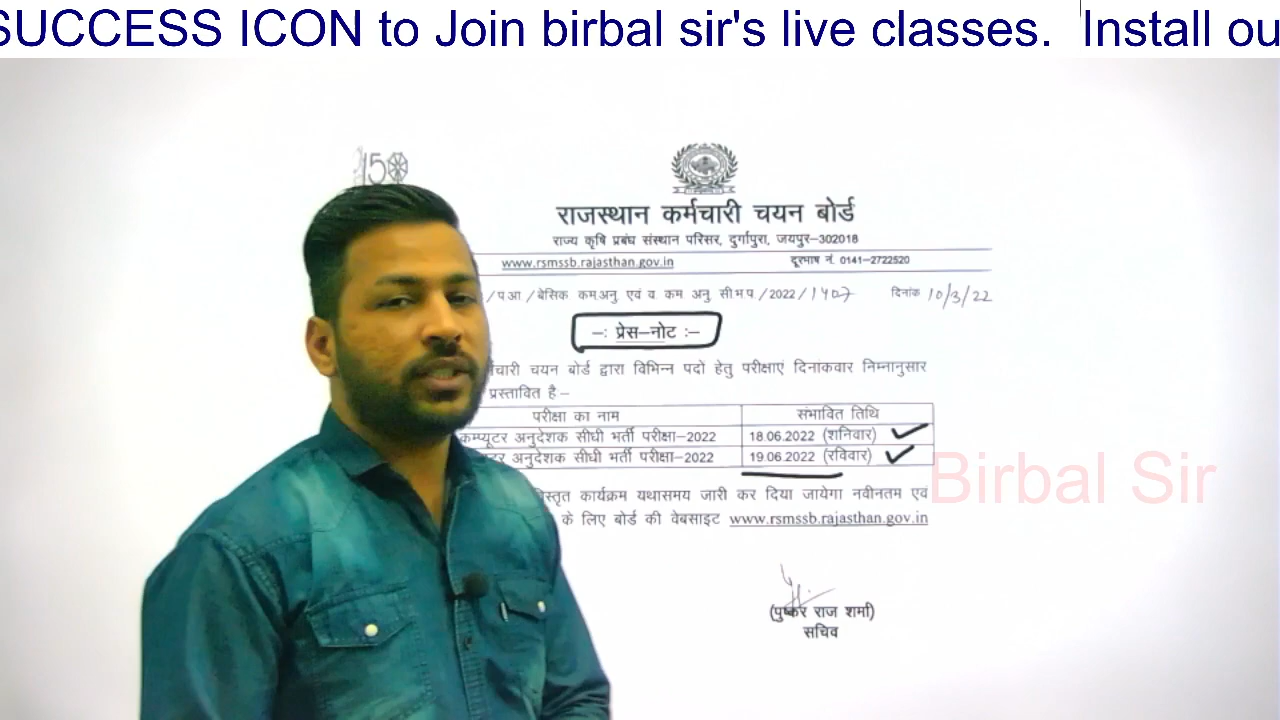 SUCCESS ICON to Join birbal sir's live classes. Install ou
150
राजस्थान कर्मचारी चयन बोर्ड
राज्य कृषि प्रबंध संस्थान परिसर, दुर्गापुरा, जयपुर–302018
www.rsmssb.rajasthan.gov.in दूरभाष नं. 0141–2722520
/पआ/बेसिक कमअनु एवं व कम अनु सीभप/2022/1407 दिनांक 10/3/22
–: प्रेस–नोट :–
चयन बोर्ड द्वारा विभिन्न पदों हेतु परीक्षाएं दिनांकवार निम्नानुसार
प्रस्तावित है –
परीक्षा का नाम संभावित तिथि
कम्प्यूटर अनुदेशक सीधी भर्ती परीक्षा–2022 18.06.2022 (शनिवार)
अनुदेशक सीधी भर्ती परीक्षा–2022 19.06.2022 (रविवार)
कार्यक्रम यथासमय जारी कर दिया जायेगा नवीनतम एवं
के लिए बोर्ड की वेबसाइट www.rsmssb.rajasthan.gov.in
Birbal Sir
(पुष्कर राज शर्मा)
सचिव